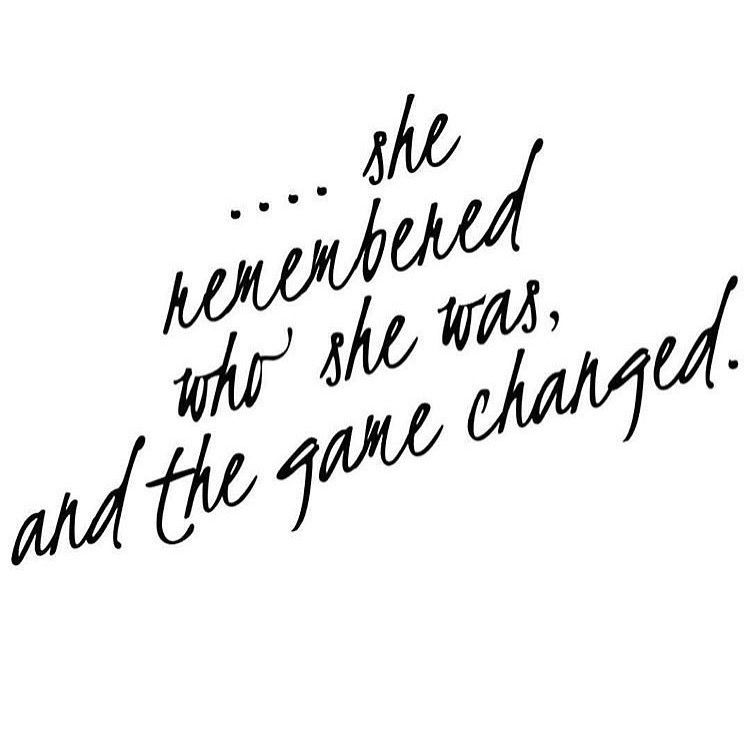 .... she
remembered
who she was,
and the game changed.